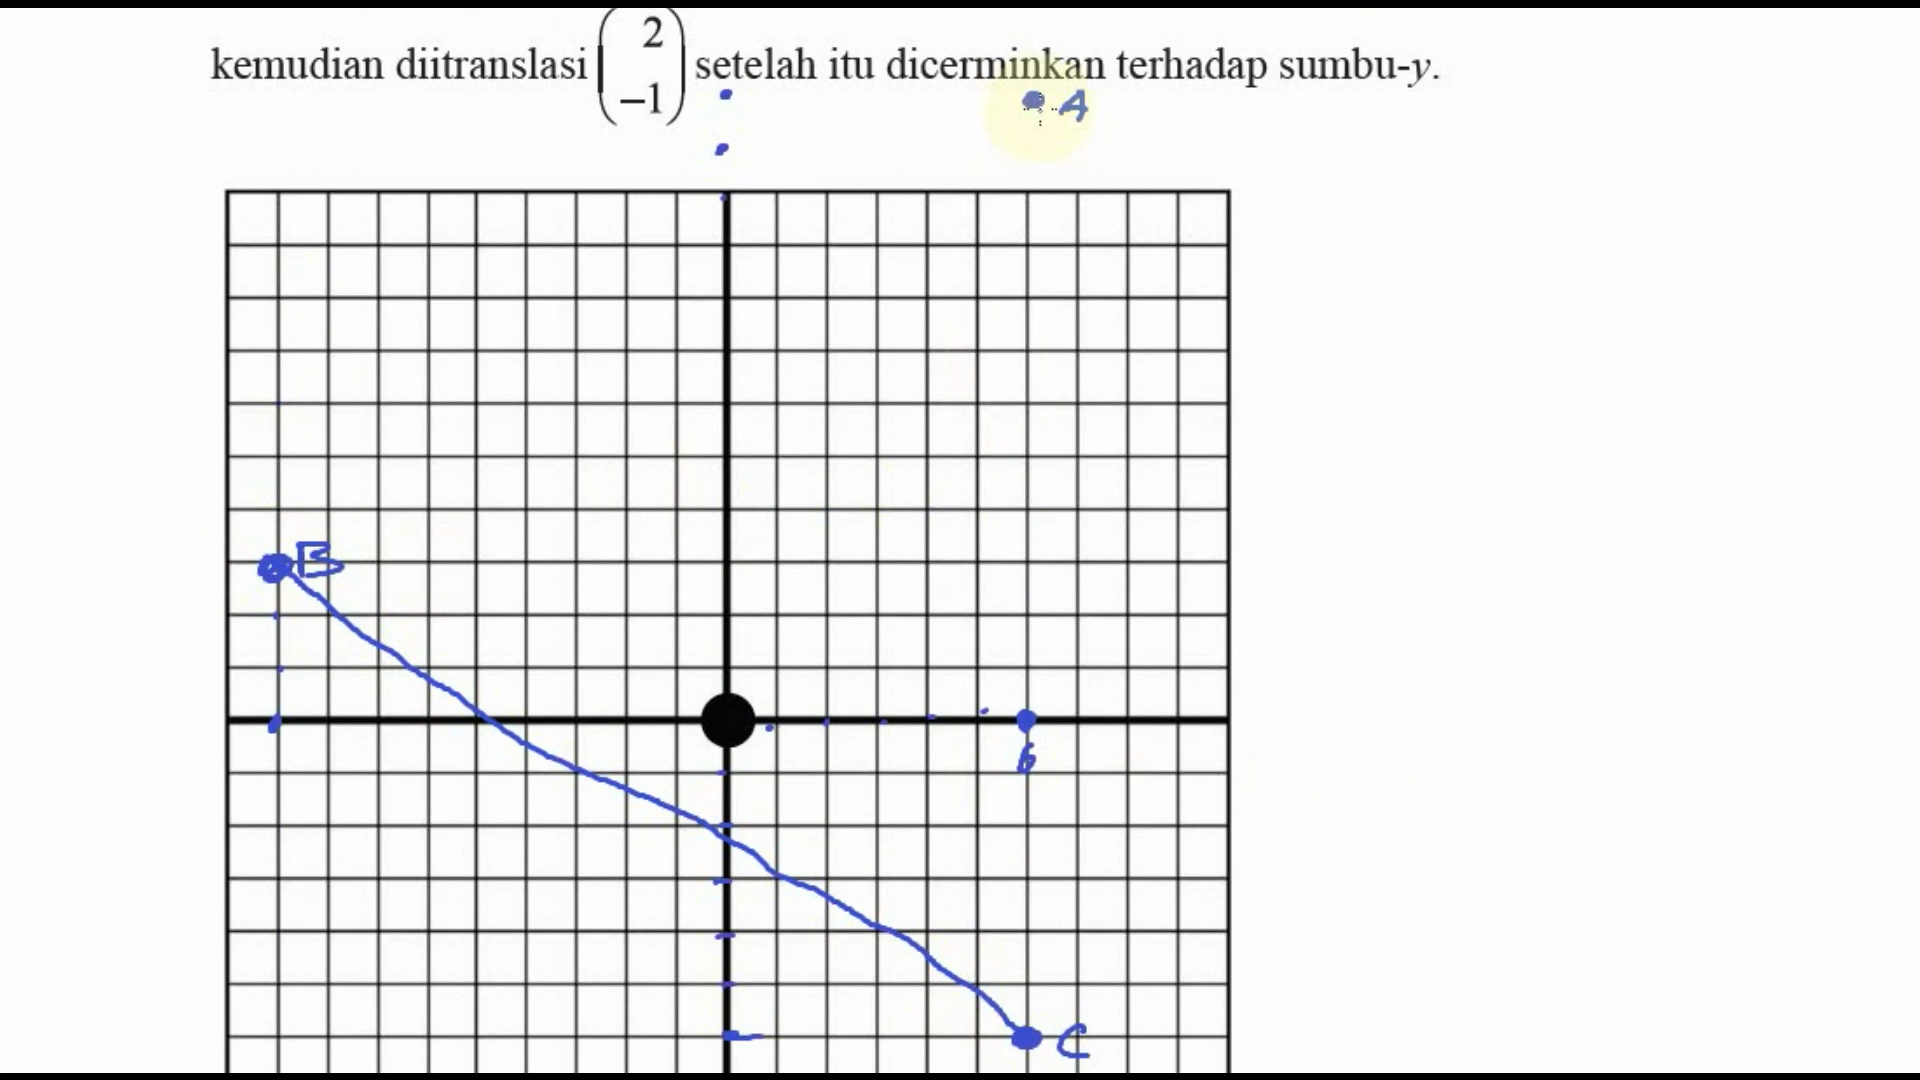 kemudian diitranslasi ( 2 -1 ) setelah itu dicerminkan terhadap sumbu-y.
A
B
6
C